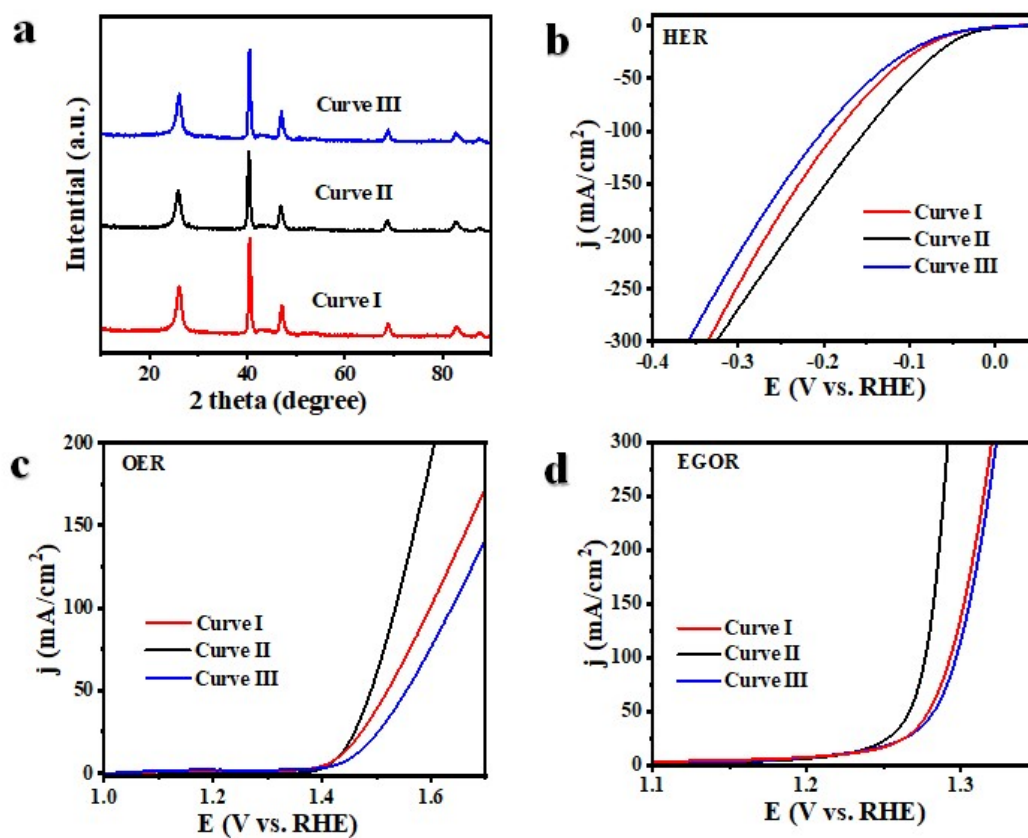 a
Intential (a.u.)
Curve III
Curve II
Curve I
20 40 60 80
2 theta (degree)
b
HER
j (mA/cm²)
0
-50
-100
-150
-200
-250
-300
Curve I
Curve II
Curve III
-0.4 -0.3 -0.2 -0.1 0.0
E (V vs. RHE)
c
OER
j (mA/cm²)
200
150
100
50
0
Curve I
Curve II
Curve III
1.0 1.2 1.4 1.6
E (V vs. RHE)
d
EGOR
j (mA/cm²)
300
250
200
150
100
50
0
Curve I
Curve II
Curve III
1.1 1.2 1.3
E (V vs. RHE)